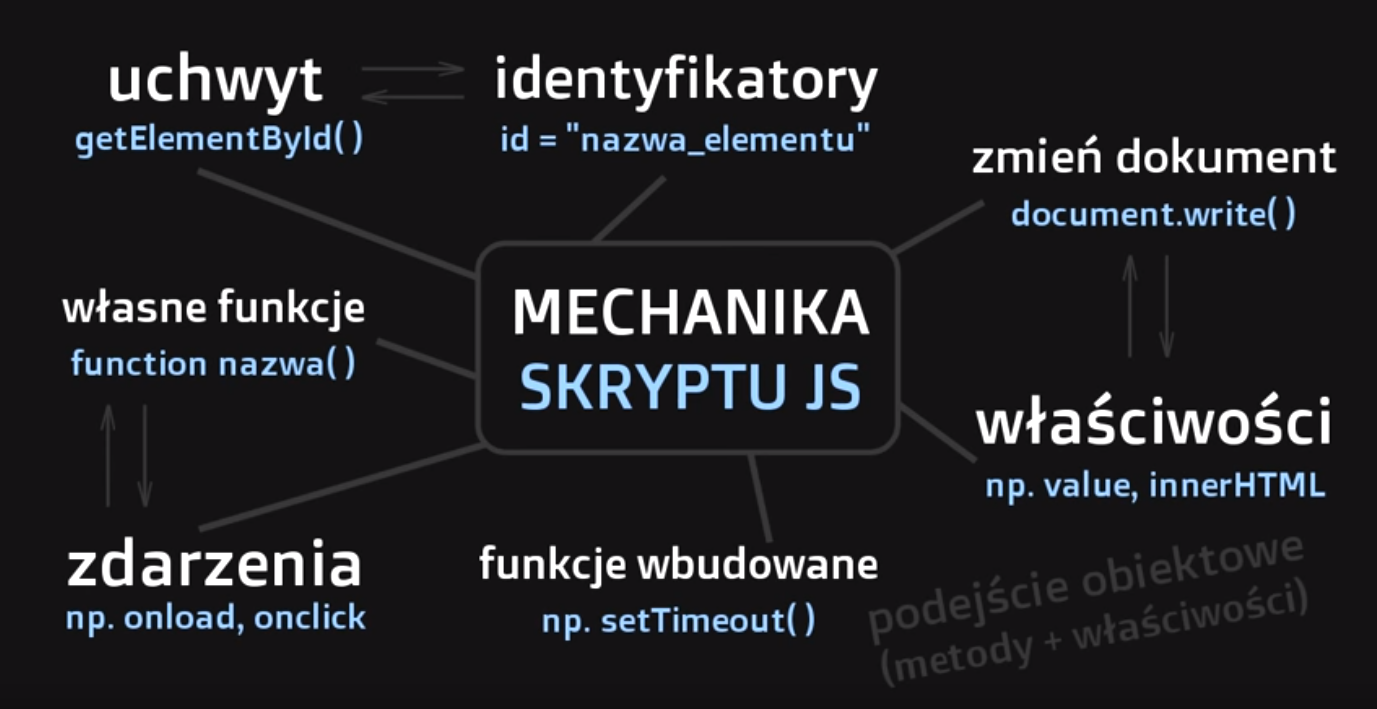 uchwyt
getElementById( )
identyfikatory
id = "nazwa_elementu"
zmień dokument
document.write( )
własne funkcje
function nazwa( )
MECHANIKA
SKRYPTU JS
właściwości
np. value, innerHTML
zdarzenia
np. onload, onclick
funkcje wbudowane
np. setTimeout( )
podejście obiektowe
(metody + właściwości)